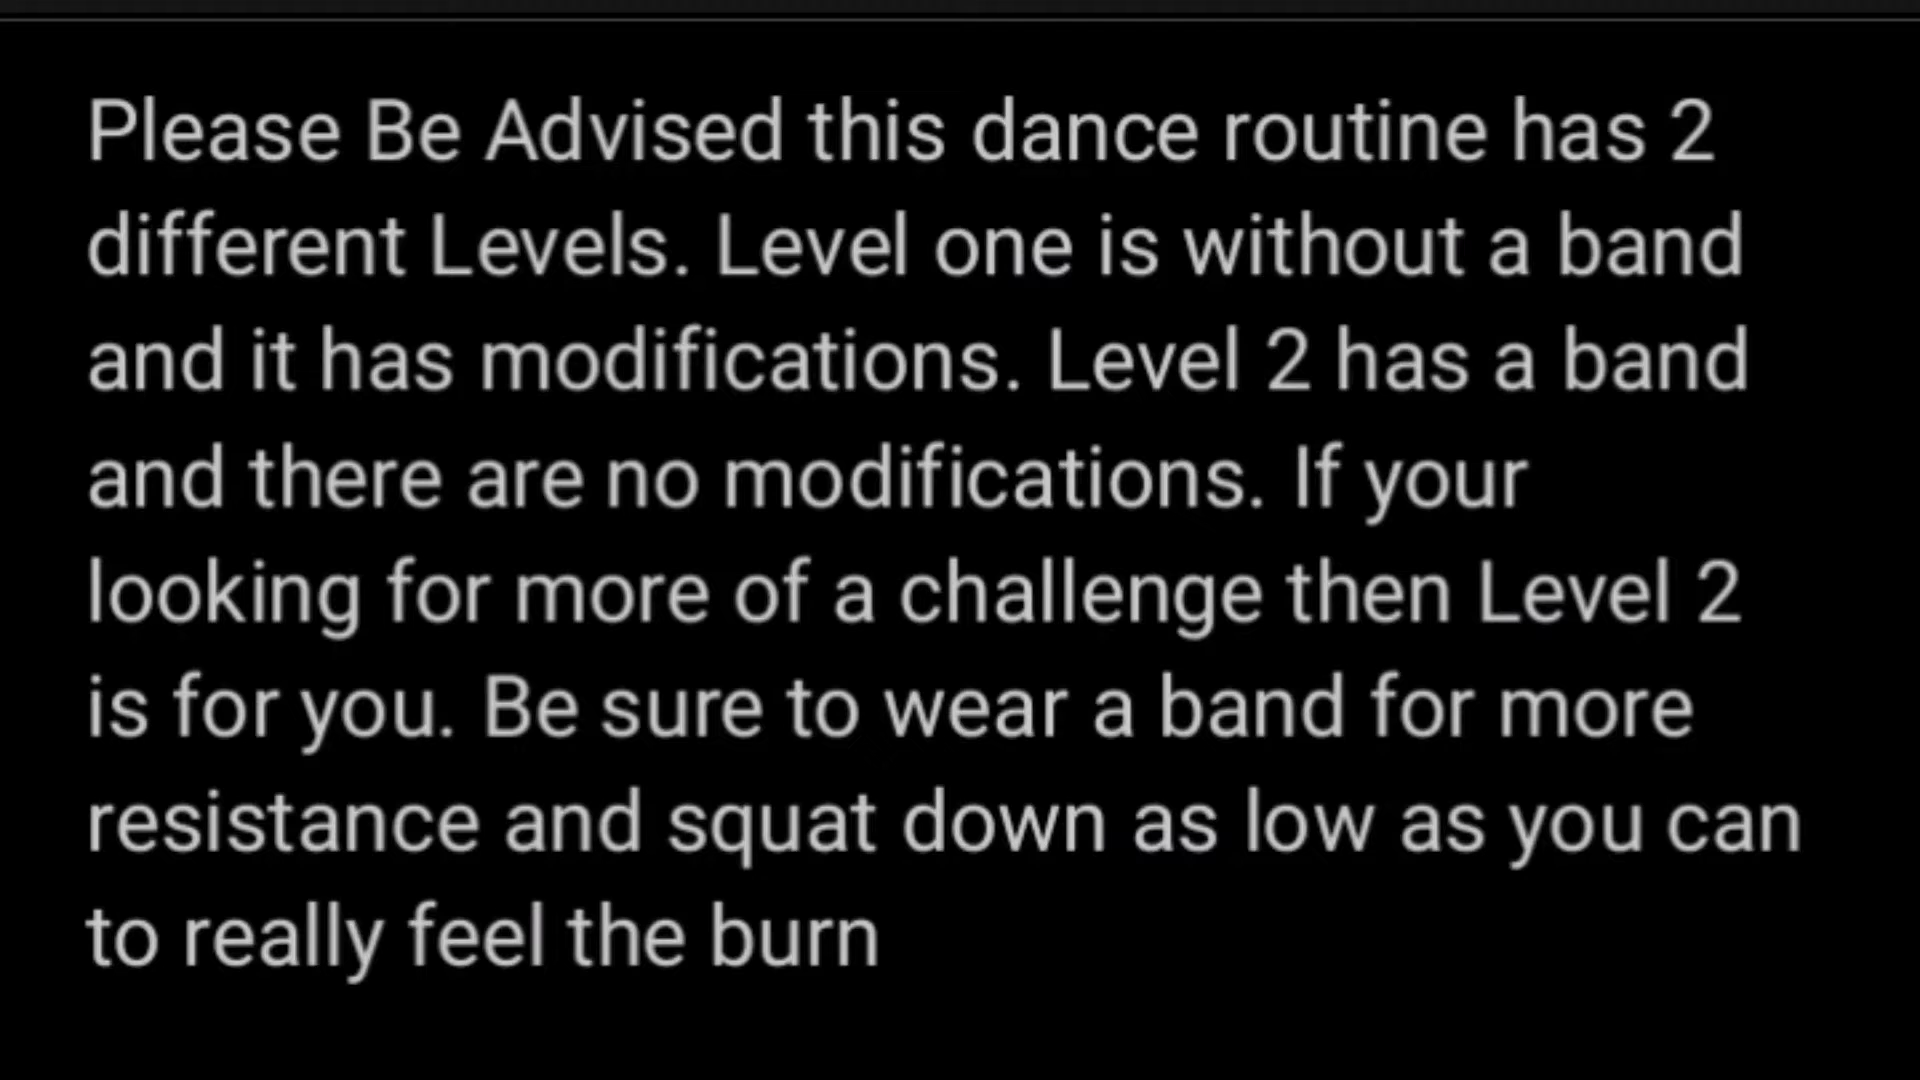 Please Be Advised this dance routine has 2
different Levels. Level one is without a band
and it has modifications. Level 2 has a band
and there are no modifications. If your
looking for more of a challenge then Level 2
is for you. Be sure to wear a band for more
resistance and squat down as low as you can
to really feel the burn